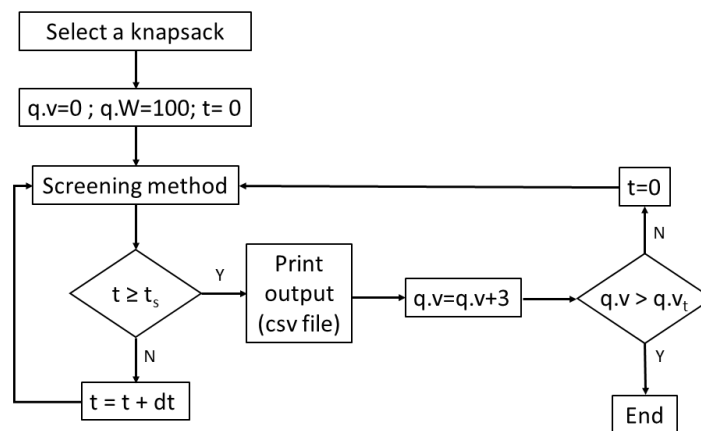 Select a knapsack
q.v=0 ; q.W=100; t= 0
Screening method
t=0
N
t ≥ tₛ
Y
Print
output
(csv file)
q.v=q.v+3
q.v > q.vₜ
N
Y
t = t + dt
End